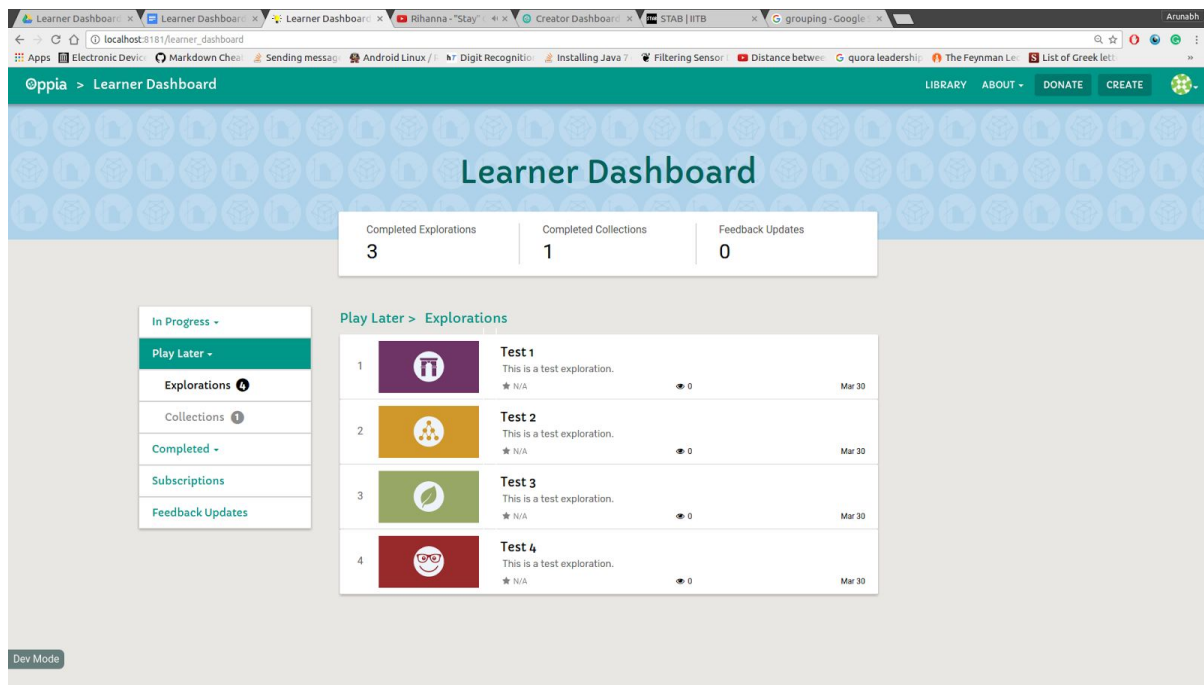 Learner Dashboard
Learner Dashboard
Learner Dashboard
Rihanna - "Stay"
Creator Dashboard
STAB | IITB
grouping - Google
Arunabh
localhost:8181/learner_dashboard
Apps Electronic Devic Markdown Cheat Sending messag Android Linux / Digit Recognition Installing Java 7 Filtering Sensor Distance betwee quora leadership The Feynman Lec List of Greek lett »
Oppia > Learner Dashboard
LIBRARY ABOUT DONATE CREATE
Learner Dashboard
Completed Explorations
3
Completed Collections
1
Feedback Updates
0
In Progress
Play Later
Explorations 4
Collections 1
Completed
Subscriptions
Feedback Updates
Play Later > Explorations
1
Test 1
This is a test exploration.
N/A 0 Mar 30
2
Test 2
This is a test exploration.
N/A 0 Mar 30
3
Test 3
This is a test exploration.
N/A 0 Mar 30
4
Test 4
This is a test exploration.
N/A 0 Mar 30
Dev Mode